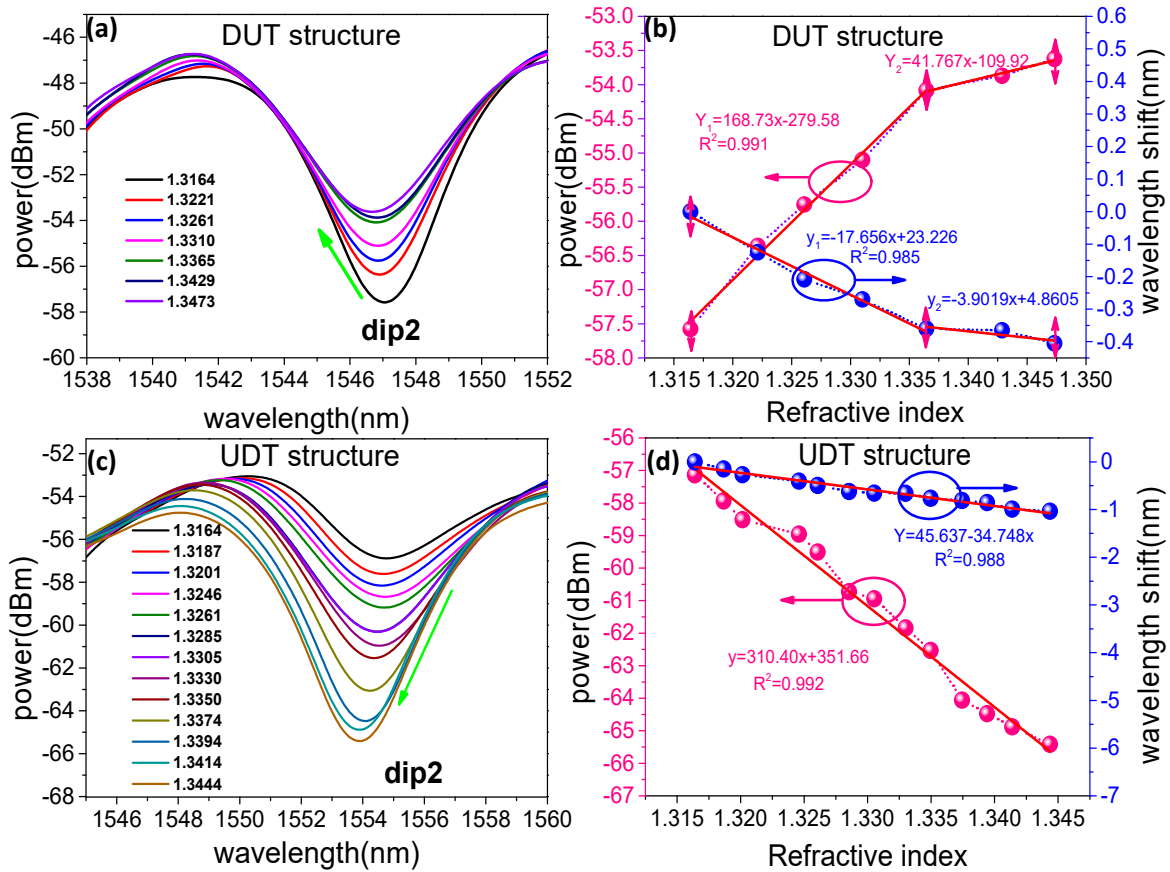 (a)
DUT structure
-46
-48
-50
-52
-54
-56
-58
-60
power(dBm)
1.3164
1.3221
1.3261
1.3310
1.3365
1.3429
1.3473
dip2
1538 1540 1542 1544 1546 1548 1550 1552
wavelength(nm)
(b)
DUT structure
-53.0
-53.5
-54.0
-54.5
-55.0
-55.5
-56.0
-56.5
-57.0
-57.5
-58.0
power(dBm)
Y2=41.767x-109.92
Y1=168.73x-279.58
R2=0.991
y1=-17.656x+23.226
R2=0.985
y2=-3.9019x+4.8605
0.6
0.5
0.4
0.3
0.2
0.1
0.0
-0.1
-0.2
-0.3
-0.4
wavelength shift(nm)
1.315 1.320 1.325 1.330 1.335 1.340 1.345 1.350
Refractive index
(c)
UDT structure
-52
-54
-56
-58
-60
-62
-64
-66
-68
power(dBm)
1.3164
1.3187
1.3201
1.3246
1.3261
1.3285
1.3305
1.3330
1.3350
1.3374
1.3394
1.3414
1.3444
dip2
1546 1548 1550 1552 1554 1556 1558 1560
wavelength(nm)
(d)
UDT structure
-56
-57
-58
-59
-60
-61
-62
-63
-64
-65
-66
-67
power(dBm)
Y=45.637-34.748x
R2=0.988
y=310.40x+351.66
R2=0.992
0
-1
-2
-3
-4
-5
-6
-7
wavelength shift(nm)
1.315 1.320 1.325 1.330 1.335 1.340 1.345
Refractive index